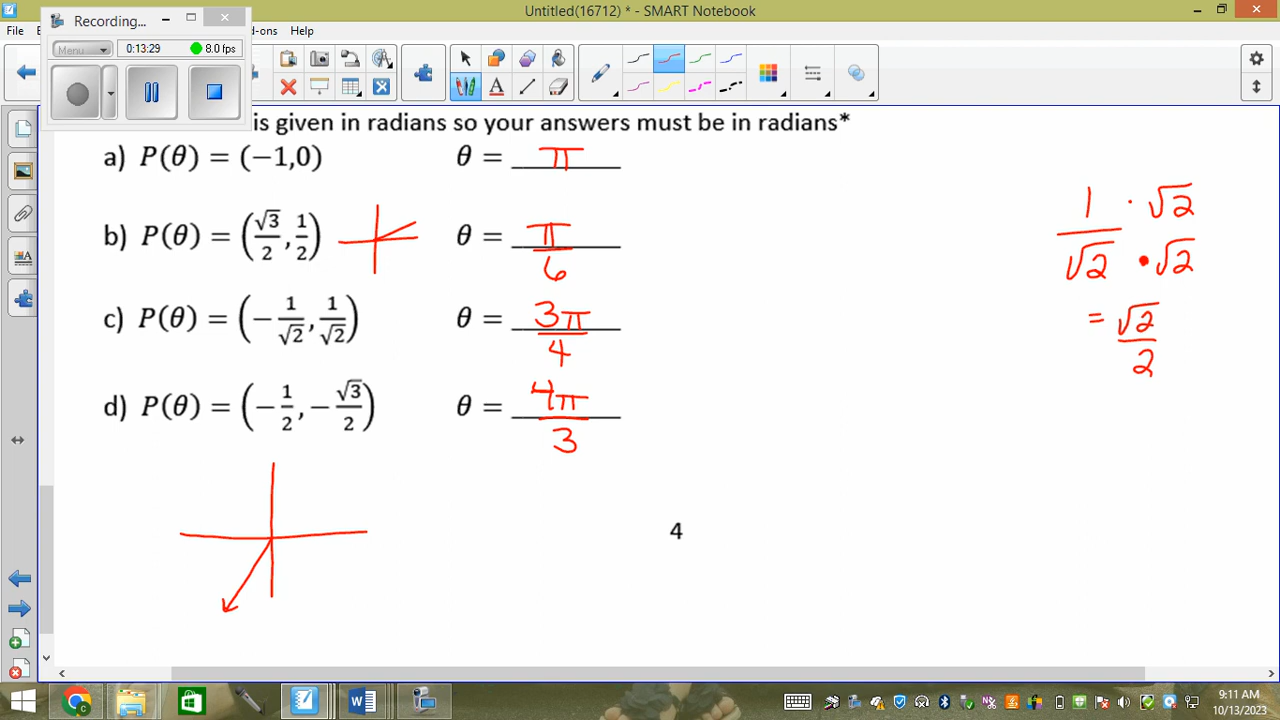 Untitled(16712) * - SMART Notebook
Recording...
File
d-ons
Help
Menu
0:13:29
8.0 fps
is given in radians so your answers must be in radians*
a) P(θ) = (−1,0) θ = π
b) P(θ) = (√3/2, 1/2) θ = π/6
c) P(θ) = (−1/√2, 1/√2) θ = 3π/4
d) P(θ) = (−1/2, −√3/2) θ = 4π/3
1/√2 · √2/√2
= √2/2
4
9:11 AM
10/13/2023